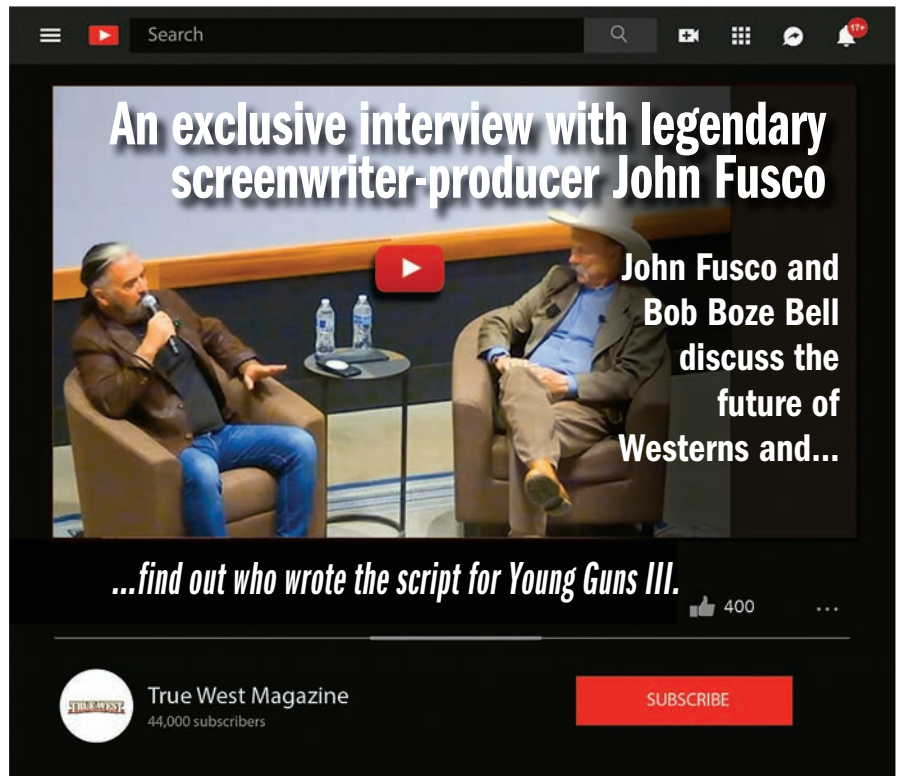 Search
17+
An exclusive interview with legendary
screenwriter-producer John Fusco
John Fusco and
Bob Boze Bell
discuss the
future of
Westerns and...
...find out who wrote the script for Young Guns III.
400
TRUE WEST
True West Magazine
44,000 subscribers
SUBSCRIBE